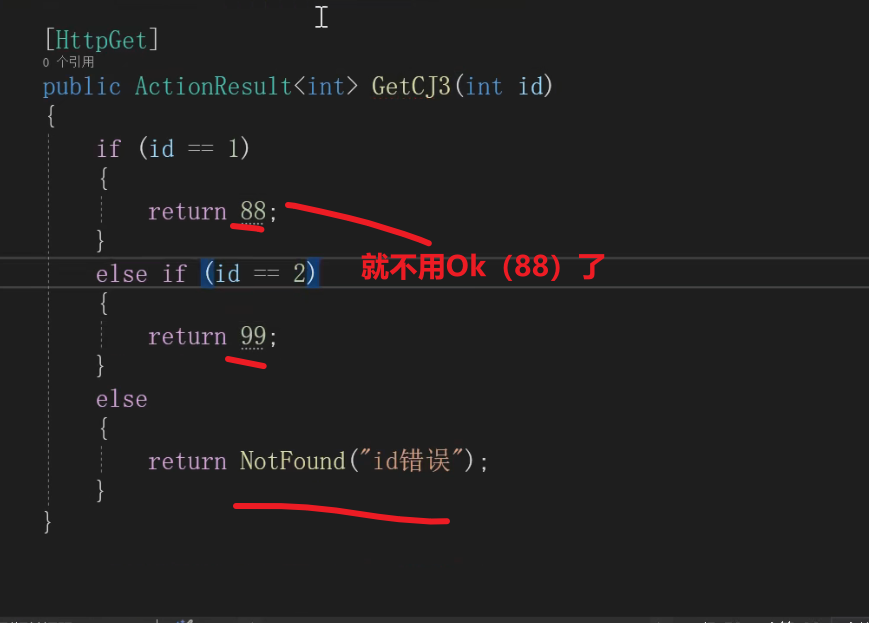 [HttpGet]
0 个引用
public ActionResult<int> GetCJ3(int id)
{
if (id == 1)
{
return 88;
}
else if (id == 2)
就不用Ok（88）了
{
return 99;
}
else
{
return NotFound("id错误");
}
}